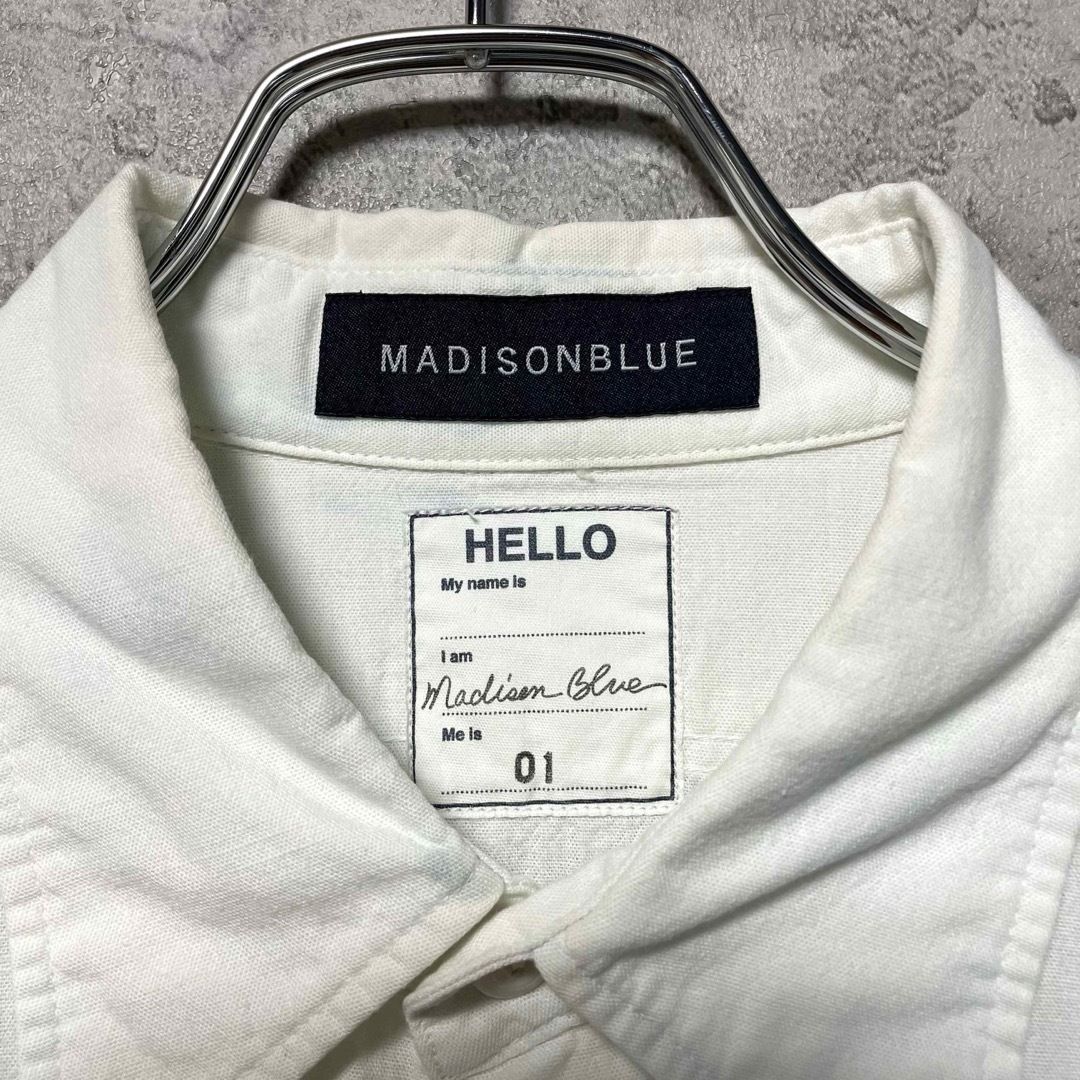 MADISONBLUE
HELLO
My name is
I am
Madison Blue
Me is
01